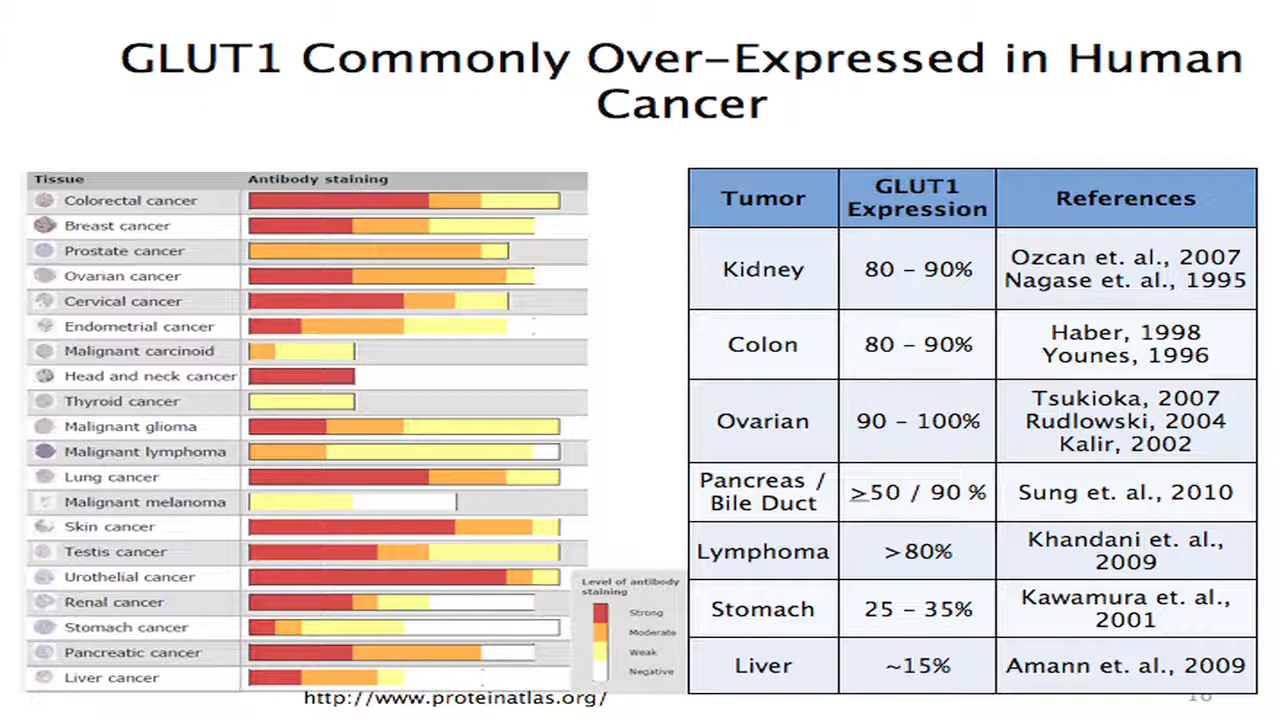 GLUT1 Commonly Over-Expressed in Human
Cancer
Tissue Antibody staining
Colorectal cancer
Breast cancer
Prostate cancer
Ovarian cancer
Cervical cancer
Endometrial cancer
Malignant carcinoid
Head and neck cancer
Thyroid cancer
Malignant glioma
Malignant lymphoma
Lung cancer
Malignant melanoma
Skin cancer
Testis cancer
Urothelial cancer
Renal cancer
Stomach cancer
Pancreatic cancer
Liver cancer
Level of antibody
staining
Strong
Moderate
Weak
Negative
http://www.proteinatlas.org/
Tumor
GLUT1
Expression
References
Kidney
80 – 90%
Ozcan et. al., 2007
Nagase et. al., 1995
Colon
80 – 90%
Haber, 1998
Younes, 1996
Ovarian
90 – 100%
Tsukioka, 2007
Rudlowski, 2004
Kalir, 2002
Pancreas /
Bile Duct
≥50 / 90 %
Sung et. al., 2010
Lymphoma
>80%
Khandani et. al.,
2009
Stomach
25 – 35%
Kawamura et. al.,
2001
Liver
~15%
Amann et. al., 2009